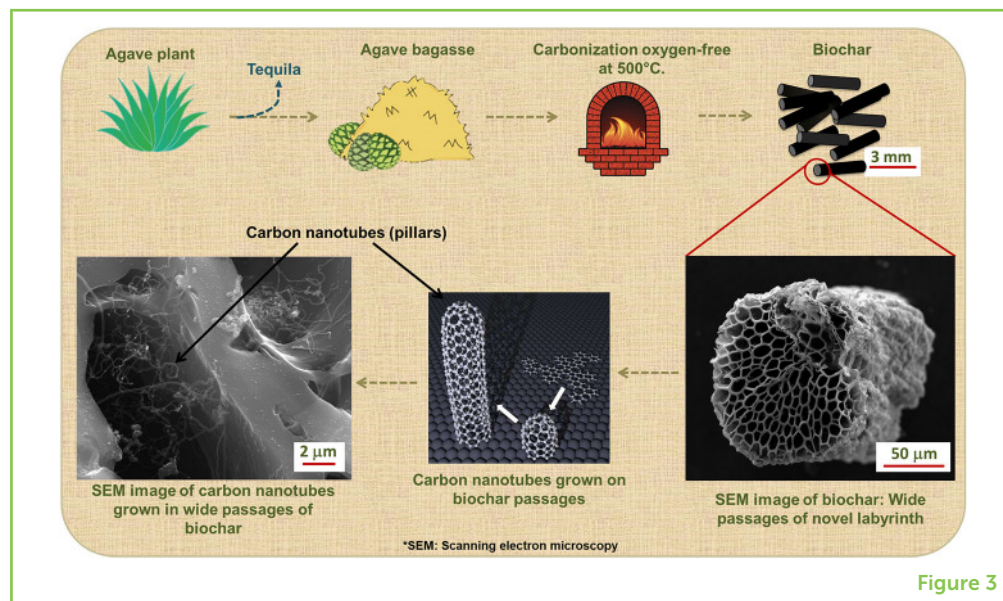 Agave plant
Tequila
Agave bagasse
Carbonization oxygen-free
at 500°C.
Biochar
3 mm
Carbon nanotubes (pillars)
2 μm
50 μm
SEM image of carbon nanotubes
grown in wide passages of
biochar
Carbon nanotubes grown on
biochar passages
SEM image of biochar: Wide
passages of novel labyrinth
*SEM: Scanning electron microscopy
Figure 3